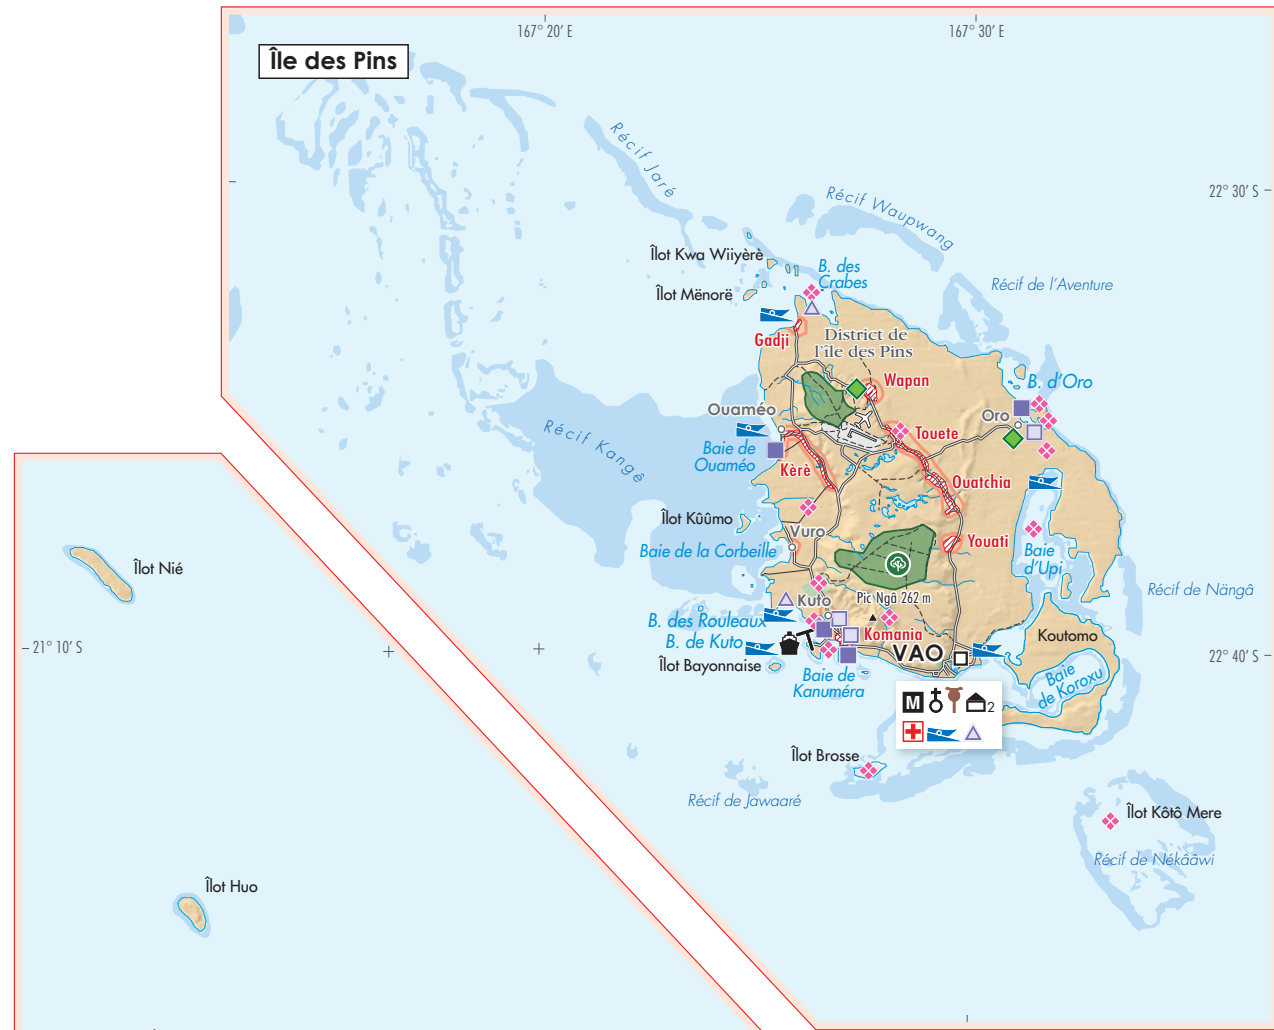 167° 20' E
167° 30' E
Île des Pins
Récif Jaré
22° 30' S
Récif Waupwang
Îlot Kwa Wiiyèrè
B. des
Crabes
Récif de l'Aventure
Îlot Mënorë
Gadji
District de
l'île des Pins
Wapan
B. d'Oro
Ouaméo
Oro
Récif Kangê
Touete
Baie de
Ouaméo
Kèrè
Ouatchia
Îlot Kûûmo
Vuro
Youati
Baie de la Corbeille
Baie
d'Upi
Îlot Nié
Récif de Nängâ
Pic Ngâ 262 m
Kuto
B. des Rouleaux
Komania
Koutomo
B. de Kuto
21° 10' S
VAO
22° 40' S
Îlot Bayonnaise
Baie de
Kanuméra
Baie
de Koroxu
M
2
Îlot Brosse
Récif de Jawaaré
Îlot Kôtô Mere
Récif de Nékââwi
Îlot Huo